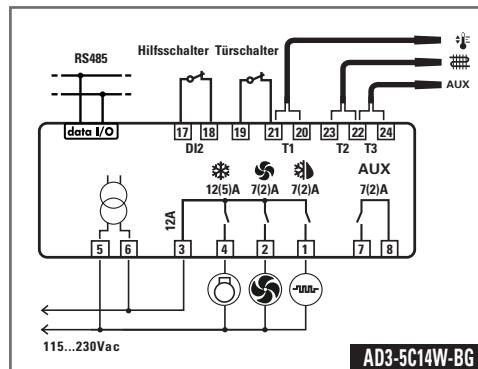 RS485
Hilfsschalter Türschalter
AUX
data I/O
17 18 19 21 20 23 22 24
DI2 T1 T2 T3
AUX
12(5)A 7(2)A 7(2)A 7(2)A
12A
5 6 3 4 2 1 7 8
115...230Vac
AD3-5C14W-BG